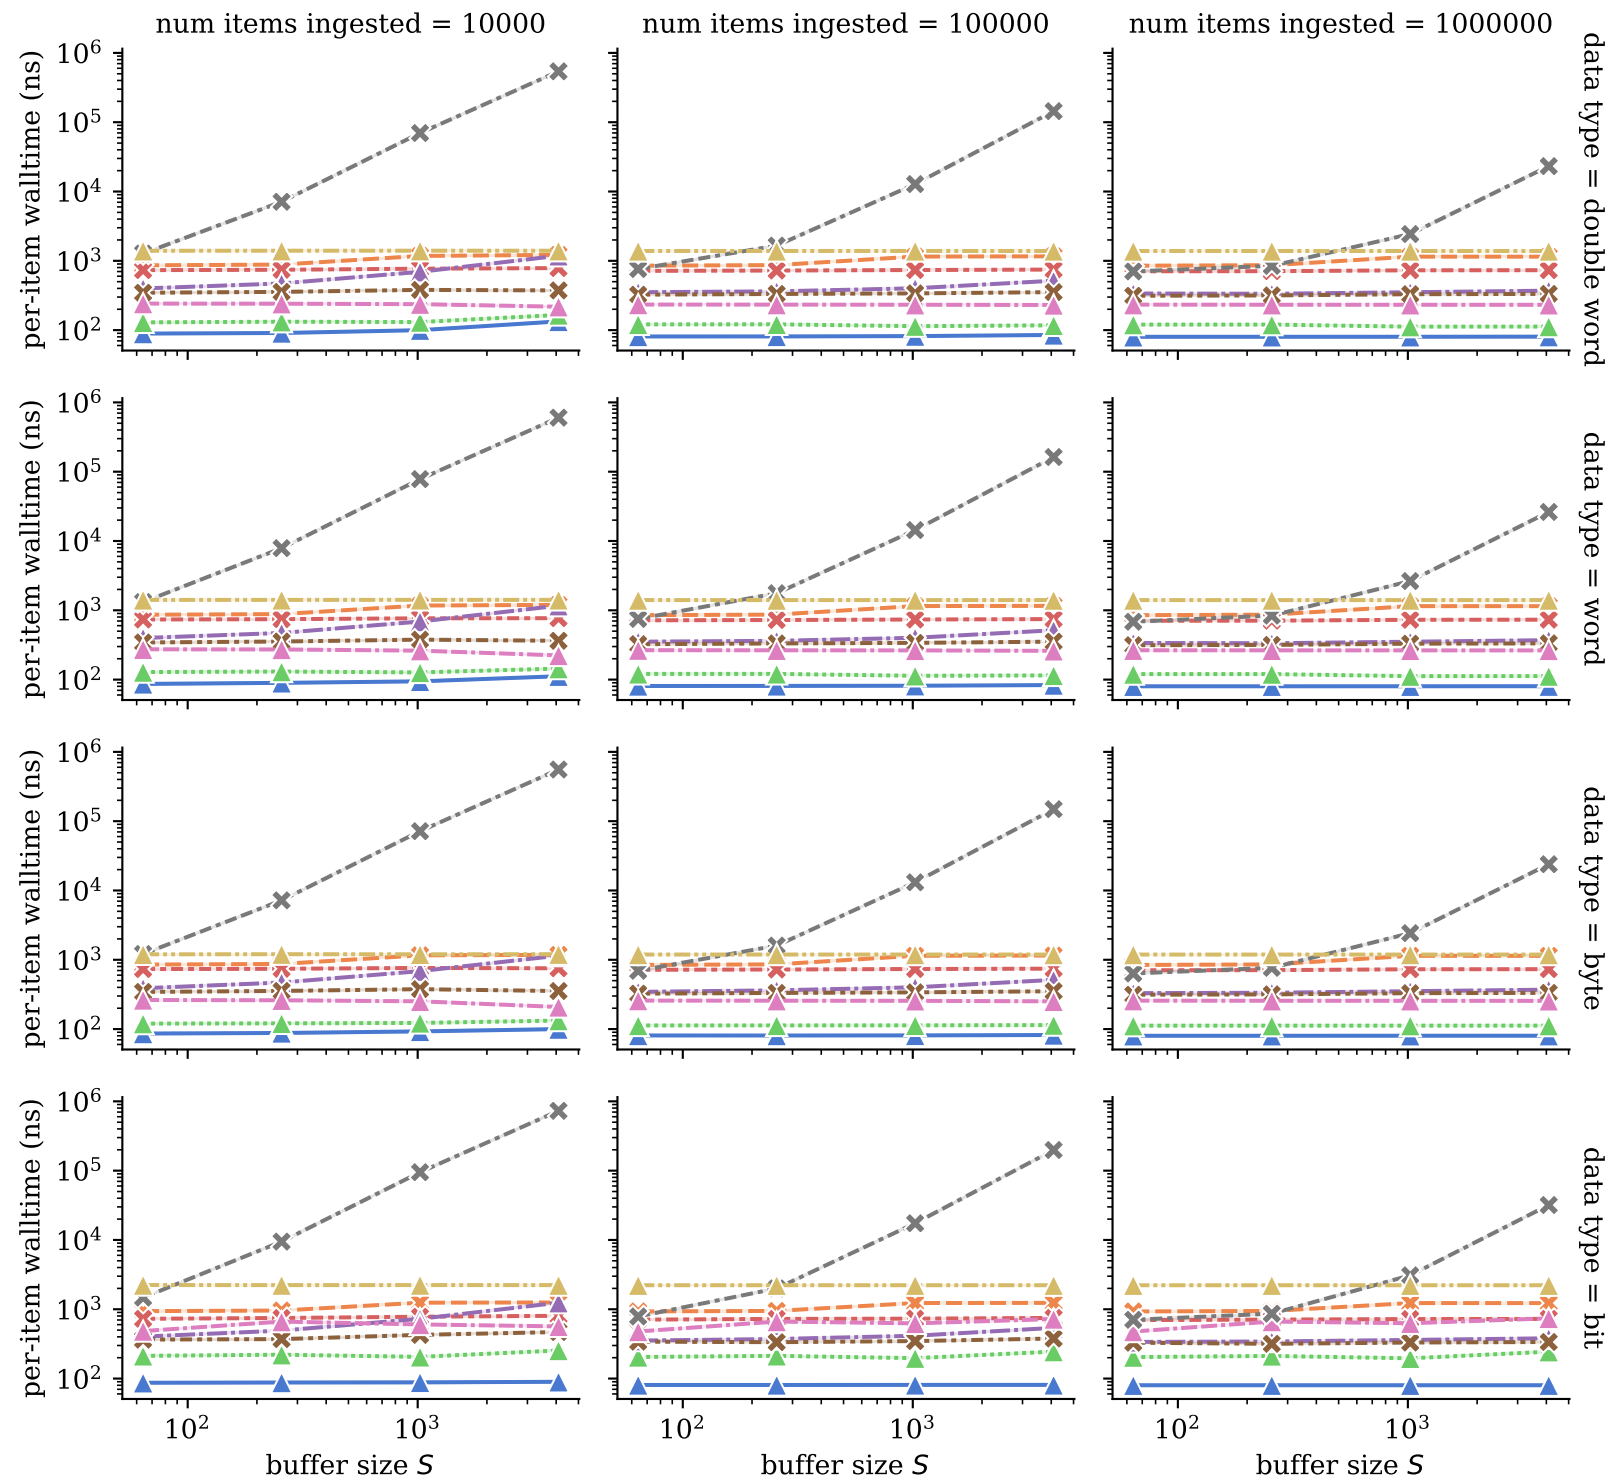 num items ingested = 10000
num items ingested = 100000
num items ingested = 1000000
per-item walltime (ns)
10⁶
10⁵
10⁴
10³
10²
data type = double word
per-item walltime (ns)
10⁶
10⁵
10⁴
10³
10²
data type = word
per-item walltime (ns)
10⁶
10⁵
10⁴
10³
10²
data type = byte
per-item walltime (ns)
10⁶
10⁵
10⁴
10³
10²
data type = bit
10² 10³ 10² 10³ 10² 10³
buffer size S
buffer size S
buffer size S